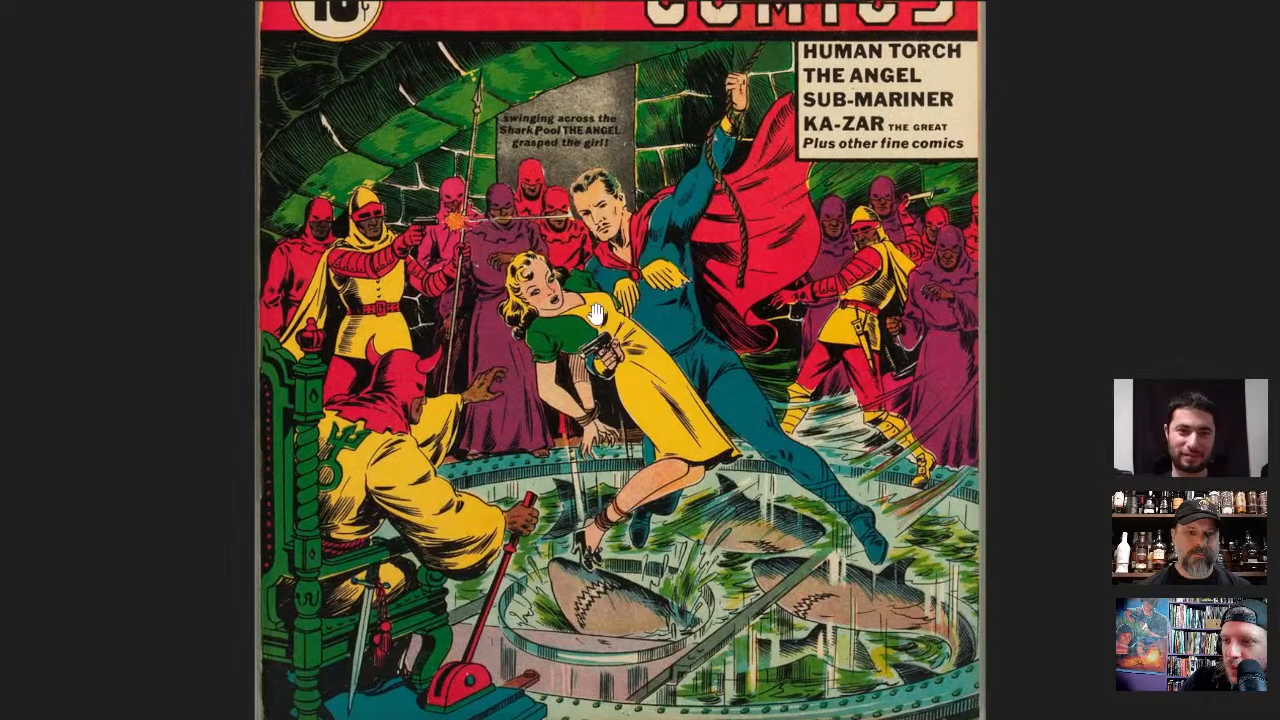 10¢
COMICS
HUMAN TORCH
THE ANGEL
SUB-MARINER
KA-ZAR THE GREAT
Plus other fine comics
swinging across the
Shark Pool THE ANGEL
grasped the girl!